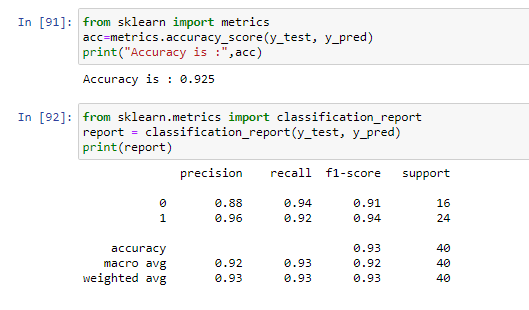 In [91]: from sklearn import metrics
acc=metrics.accuracy_score(y_test, y_pred)
print("Accuracy is :",acc)
Accuracy is : 0.925
In [92]: from sklearn.metrics import classification_report
report = classification_report(y_test, y_pred)
print(report)
precision recall f1-score support
0 0.88 0.94 0.91 16
1 0.96 0.92 0.94 24
accuracy 0.93 40
macro avg 0.92 0.93 0.92 40
weighted avg 0.93 0.93 0.93 40